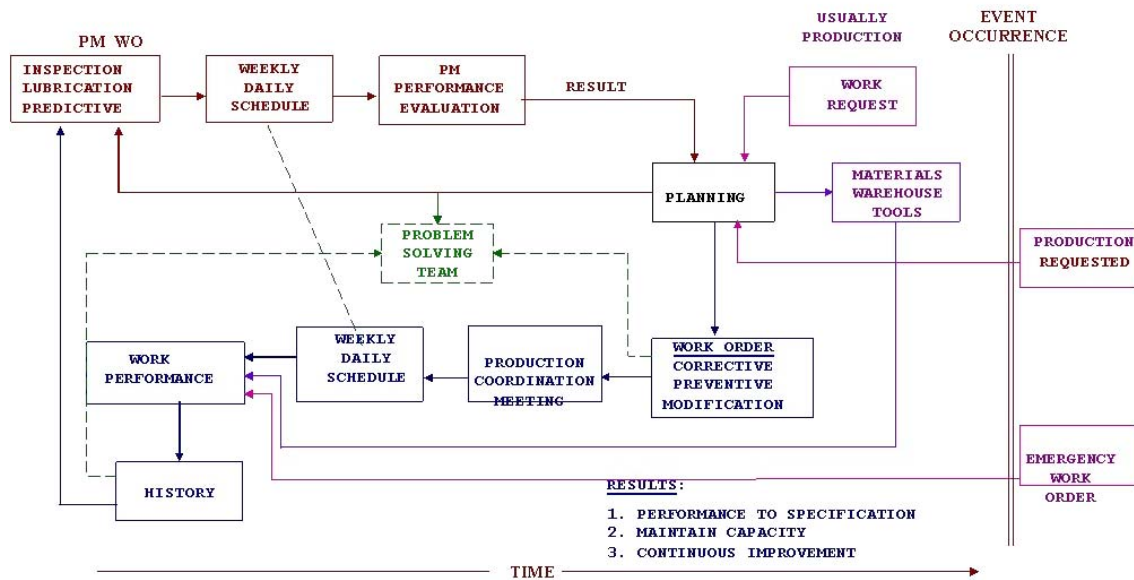 USUALLY
PRODUCTION
EVENT
OCCURRENCE
PM WO
INSPECTION
LUBRICATION
PREDICTIVE
WEEKLY
DAILY
SCHEDULE
PM
PERFORMANCE
EVALUATION
RESULT
WORK
REQUEST
PLANNING
MATERIALS
WAREHOUSE
TOOLS
PROBLEM
SOLVING
TEAM
PRODUCTION
REQUESTED
WORK
PERFORMANCE
WEEKLY
DAILY
SCHEDULE
PRODUCTION
COORDINATION
MEETING
WORK ORDER
CORRECTIVE
PREVENTIVE
MODIFICATION
HISTORY
EMERGENCY
WORK
ORDER
RESULTS:
1. PERFORMANCE TO SPECIFICATION
2. MAINTAIN CAPACITY
3. CONTINUOUS IMPROVEMENT
TIME